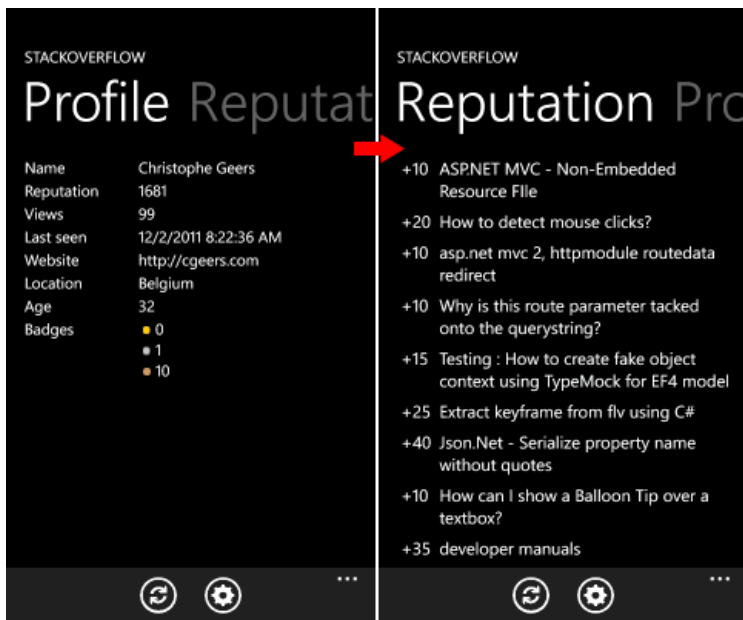 STACKOVERFLOW
Profile Reputat
Name Christophe Geers
Reputation 1681
Views 99
Last seen 12/2/2011 8:22:36 AM
Website http://cgeers.com
Location Belgium
Age 32
Badges 0
1
10
...
STACKOVERFLOW
Reputation Pro
+10 ASP.NET MVC - Non-Embedded
Resource FIle
+20 How to detect mouse clicks?
+10 asp.net mvc 2, httpmodule routedata
redirect
+10 Why is this route parameter tacked
onto the querystring?
+15 Testing : How to create fake object
context using TypeMock for EF4 model
+25 Extract keyframe from flv using C#
+40 Json.Net - Serialize property name
without quotes
+10 How can I show a Balloon Tip over a
textbox?
+35 developer manuals
...